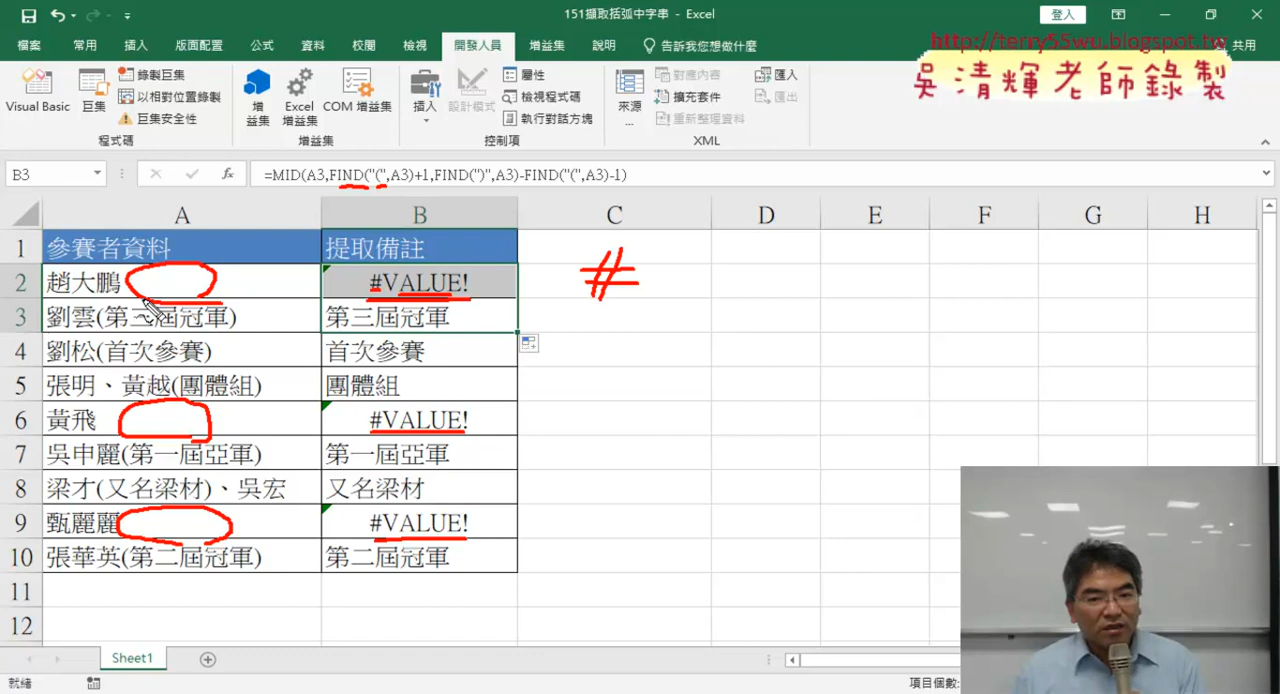 151擷取括弧中字串 - Excel
登入
檔案 常用 插入 版面配置 公式 資料 校閱 檢視 開發人員 增益集 說明 告訴我您想做什麼 共用
http://terry55wu.blogspot.tw
吳清輝老師錄製
Visual Basic
巨集
錄製巨集
以相對位置錄製
巨集安全性
程式碼
增益集
Excel 增益集
COM 增益集
增益集
插入
設計模式
屬性
檢視程式碼
執行對話方塊
控制項
來源
...
對應內容
擴充套件
重新整理資料
匯入
匯出
XML
B3
fx
=MID(A3,FIND("(",A3)+1,FIND(")",A3)-FIND("(",A3)-1)
A B C D E F G H
1 參賽者資料 提取備註
#
2 趙大鵬 #VALUE!
3 劉雲(第三屆冠軍) 第三屆冠軍
4 劉松(首次參賽) 首次參賽
5 張明、黃越(團體組) 團體組
6 黃飛 #VALUE!
7 吳申麗(第一屆亞軍) 第一屆亞軍
8 梁才(又名梁材)、吳宏 又名梁材
9 甄麗麗 #VALUE!
10 張華英(第二屆冠軍) 第二屆冠軍
11
12
Sheet1
就緒
項目個數: